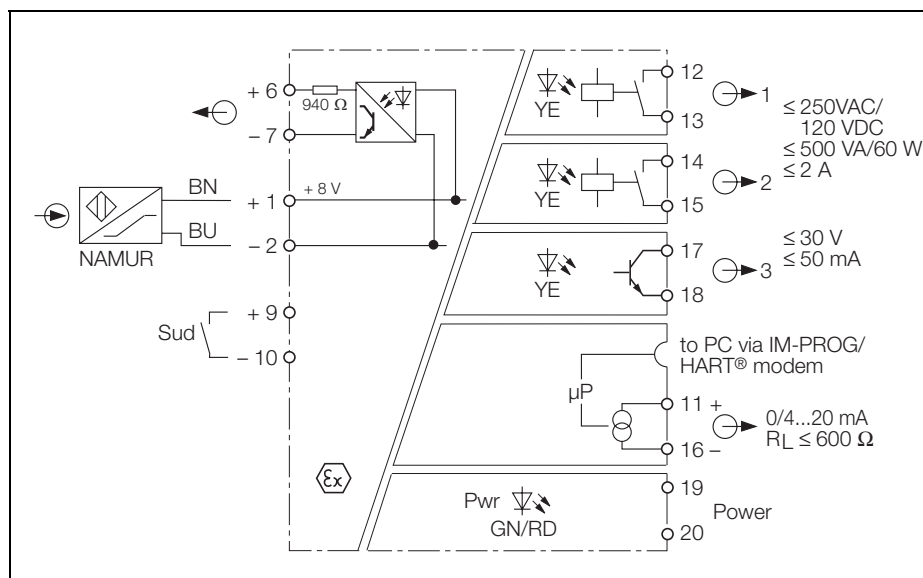 + 6
940 Ω
– 7
BN
+ 1
+ 8 V
BU
– 2
NAMUR
+ 9
Sud
– 10
εx
12
YE
13
1
≤ 250VAC/
120 VDC
≤ 500 VA/60 W
≤ 2 A
14
YE
15
2
17
YE
18
3
≤ 30 V
≤ 50 mA
to PC via IM-PROG/
HART® modem
µP
11 +
16 –
0/4...20 mA
RL ≤ 600 Ω
Pwr
GN/RD
19
Power
20